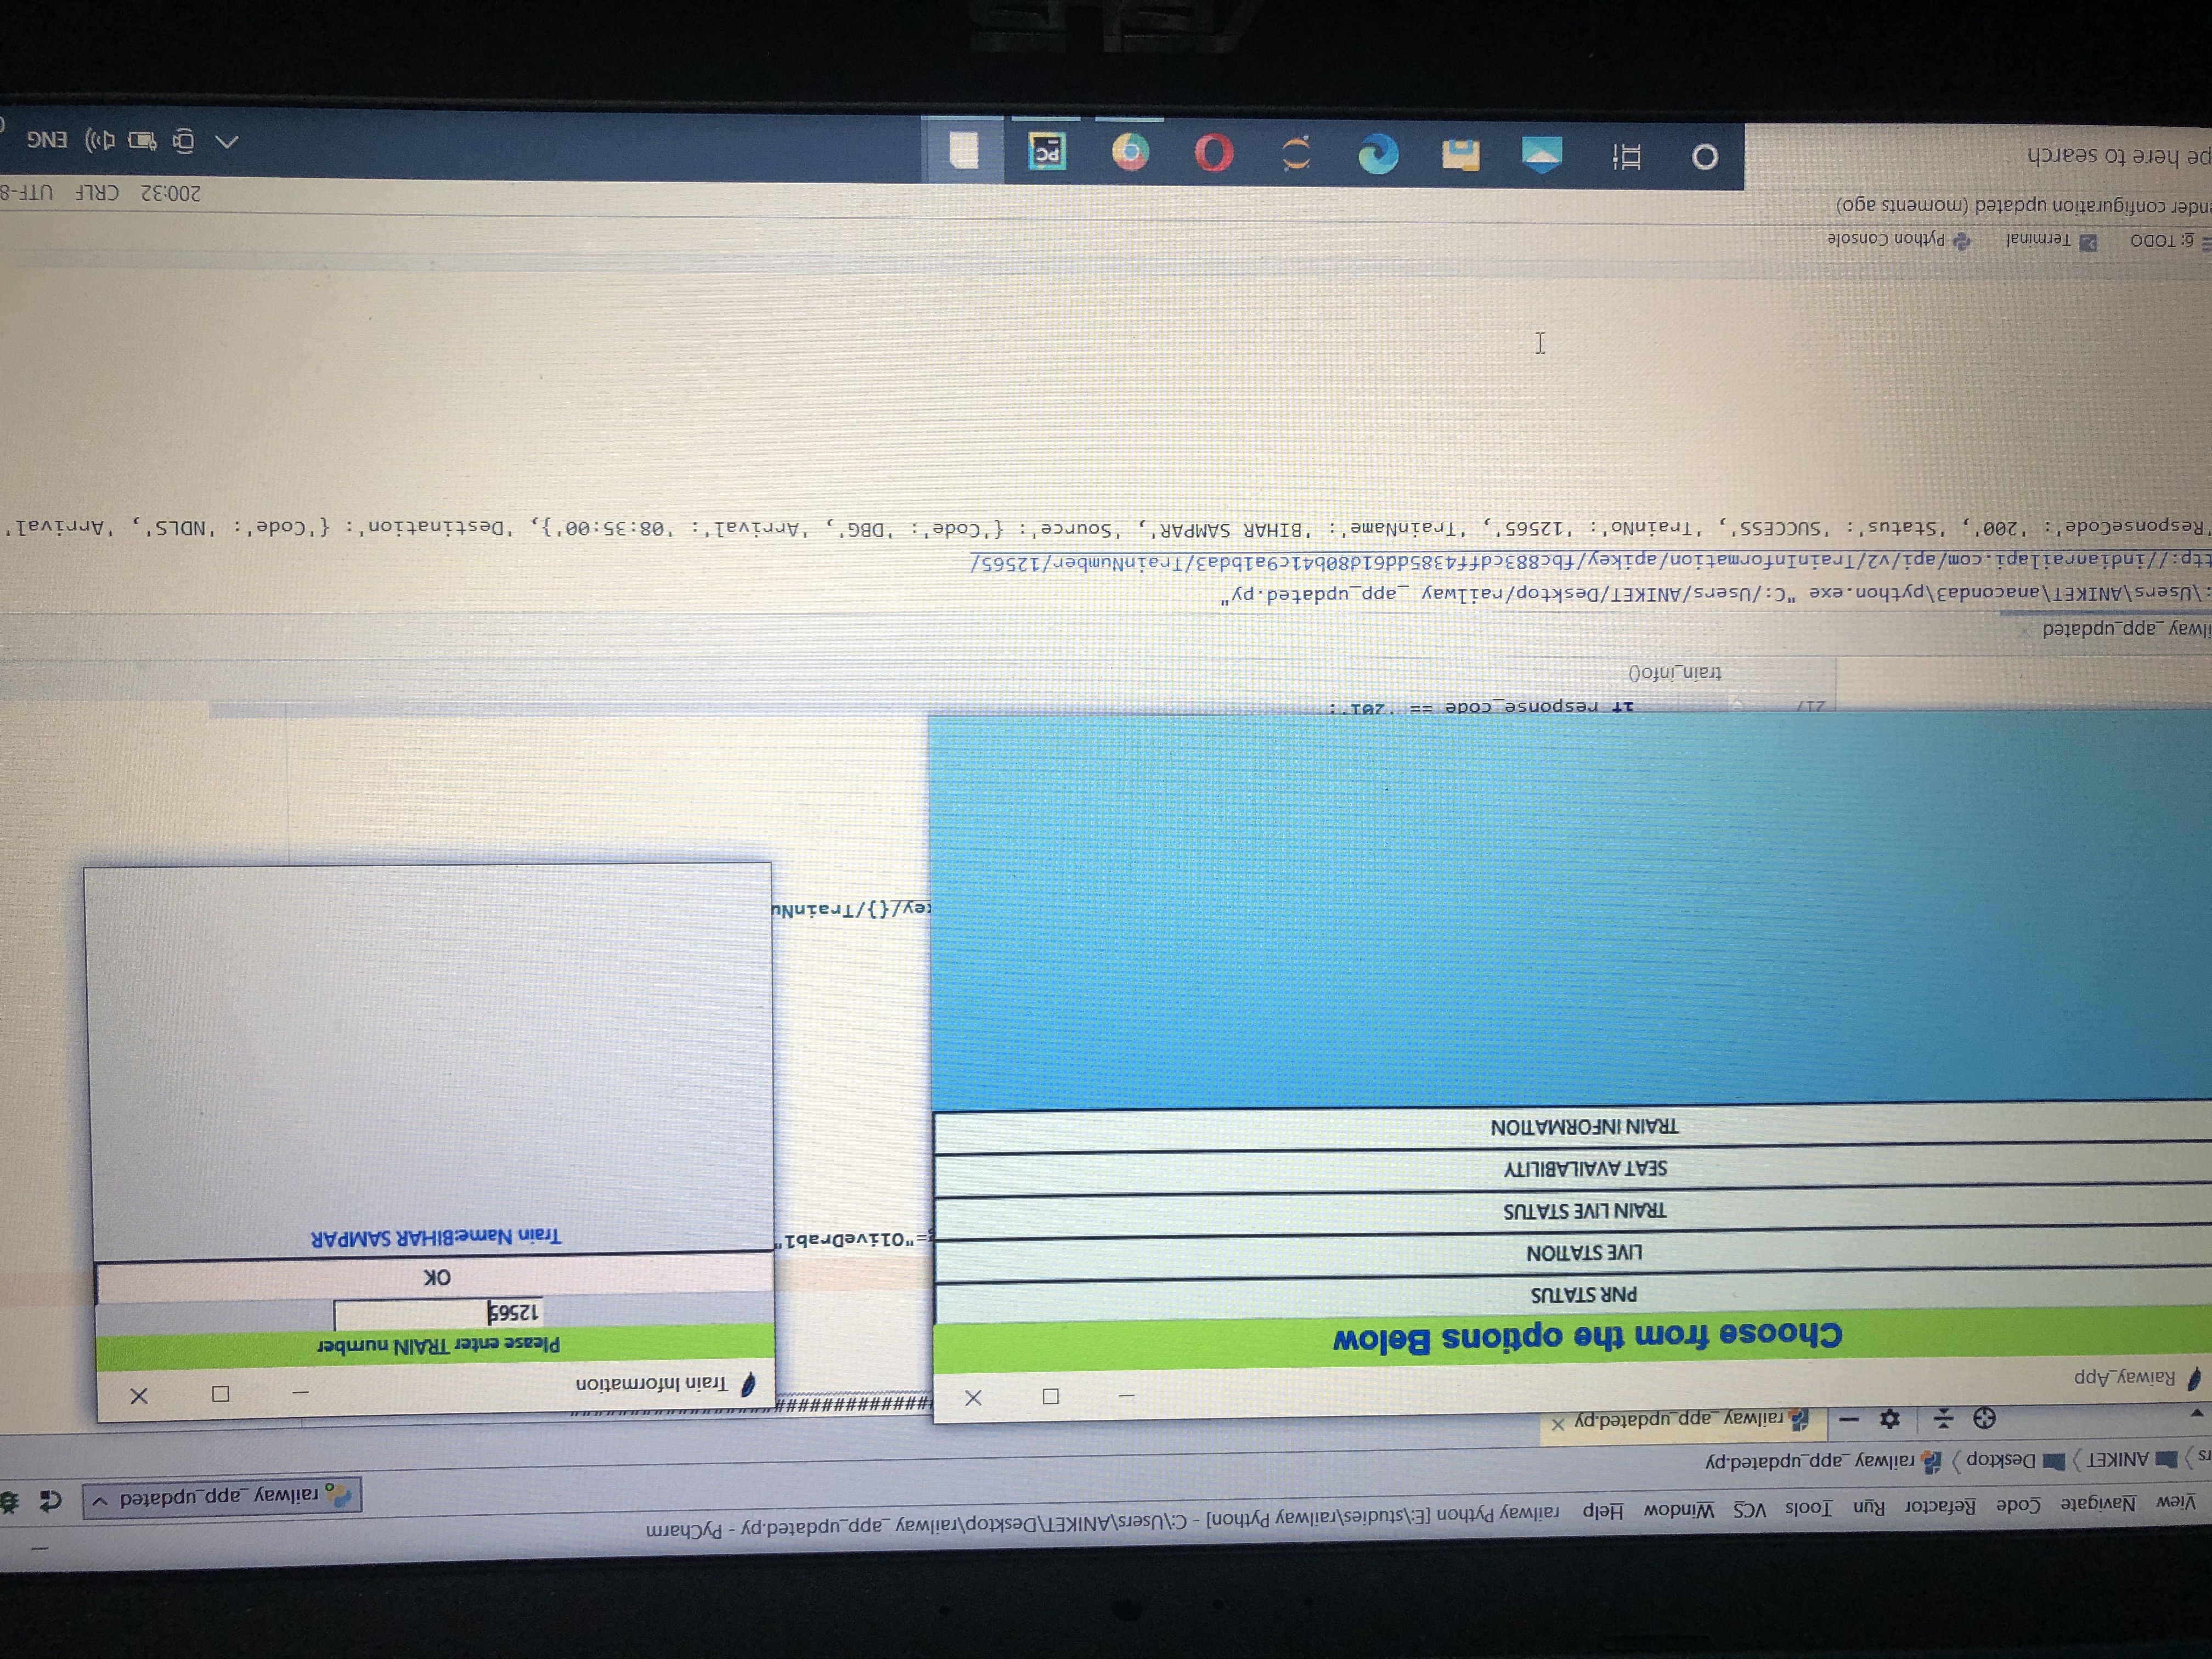 View Navigate Code Refactor Run Tools VCS Window Help railway Python [E:\studies\railway Python] - C:\Users\ANIKET\Desktop\railway _app_updated.py - PyCharm
rs ANIKET Desktop railway _app_updated.py
railway _app_updated
railway _app_updated.py
Raiway_App
Choose from the options Below
PNR STATUS
LIVE STATION
TRAIN LIVE STATUS
SEAT AVAILABILITY
TRAIN INFORMATION
="OliveDrab1"
key/{}/TrainNu
Train Information
Please enter TRAIN number
12565
OK
Train Name:BIHAR SAMPAR
217 if response_code == '201':
train_info()
ilway _app_updated
:\Users\ANIKET\anaconda3\python.exe "C:/Users/ANIKET/Desktop/railway _app_updated.py"
ttp://indianrailapi.com/api/v2/TrainInformation/apikey/fbc883cdff4385dd61d80b41c9a1bda3/TrainNumber/12565/
'ResponseCode': '200', 'Status': 'SUCCESS', 'TrainNo': '12565', 'TrainName': 'BIHAR SAMPAR', 'Source': {'Code': 'DBG', 'Arrival': '08:35:00'}, 'Destination': {'Code': 'NDLS', 'Arrival'
6: TODO Terminal Python Console
nder configuration updated (moments ago)
200:32 CRLF UTF-8
pe here to search
PC
ENG